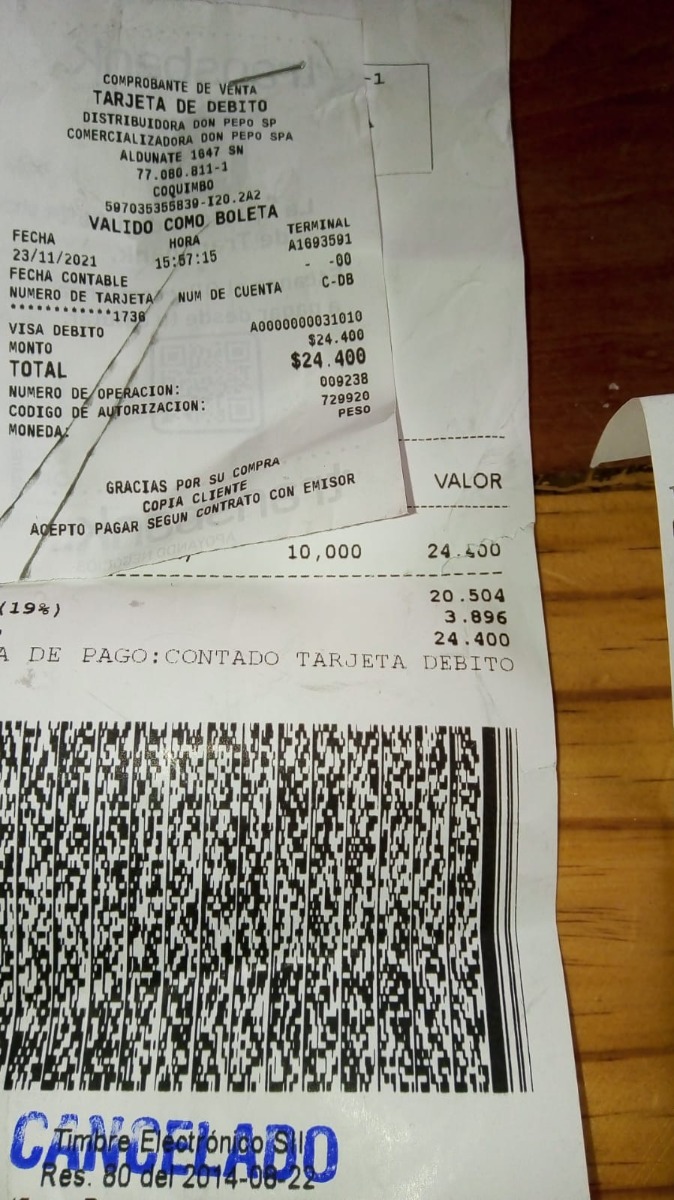 COMPROBANTE DE VENTA
TARJETA DE DEBITO
DISTRIBUIDORA DON PEPO SP
COMERCIALIZADORA DON PEPO SPA
ALDUNATE 1647 SN
77.080.811-1
COQUIMBO
597035355839-I20.2A2
VALIDO COMO BOLETA
FECHA HORA TERMINAL
23/11/2021 15:57:15 A1693591
FECHA CONTABLE - -00
NUMERO DE TARJETA NUM DE CUENTA C-DB
************1736
VISA DEBITO A0000000031010
MONTO $24.400
TOTAL $24.400
NUMERO DE OPERACION: 009238
CODIGO DE AUTORIZACION: 729920
MONEDA: PESO
GRACIAS POR SU COMPRA
COPIA CLIENTE
ACEPTO PAGAR SEGUN CONTRATO CON EMISOR
-1
VALOR
10,000 24.400
20.504
(19%) 3.896
24.400
A DE PAGO:CONTADO TARJETA DEBITO
CANCELADO
Timbre Electrónico SII
Res. 80 del 2014-08-22